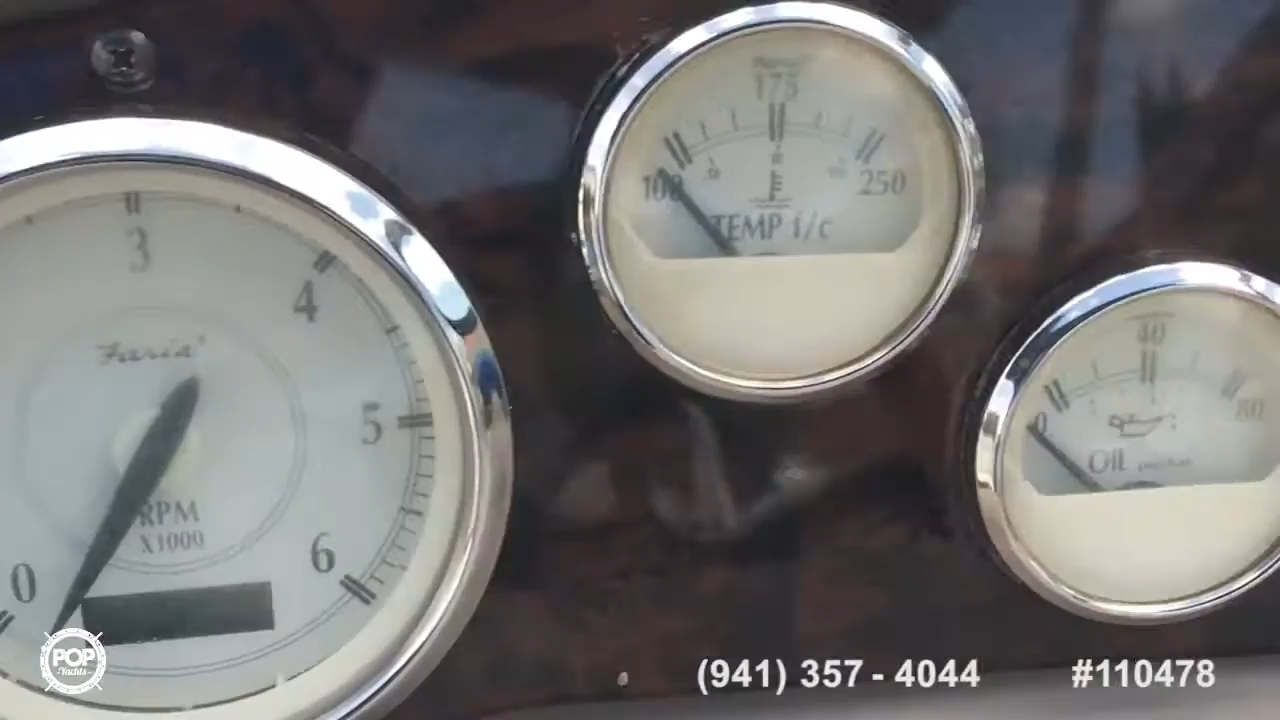 175
100
250
TEMP f/c
3
4
Faria
5
RPM
X1000
6
0
40
0
80
OIL
POP
Yachts
(941) 357 - 4044
#110478